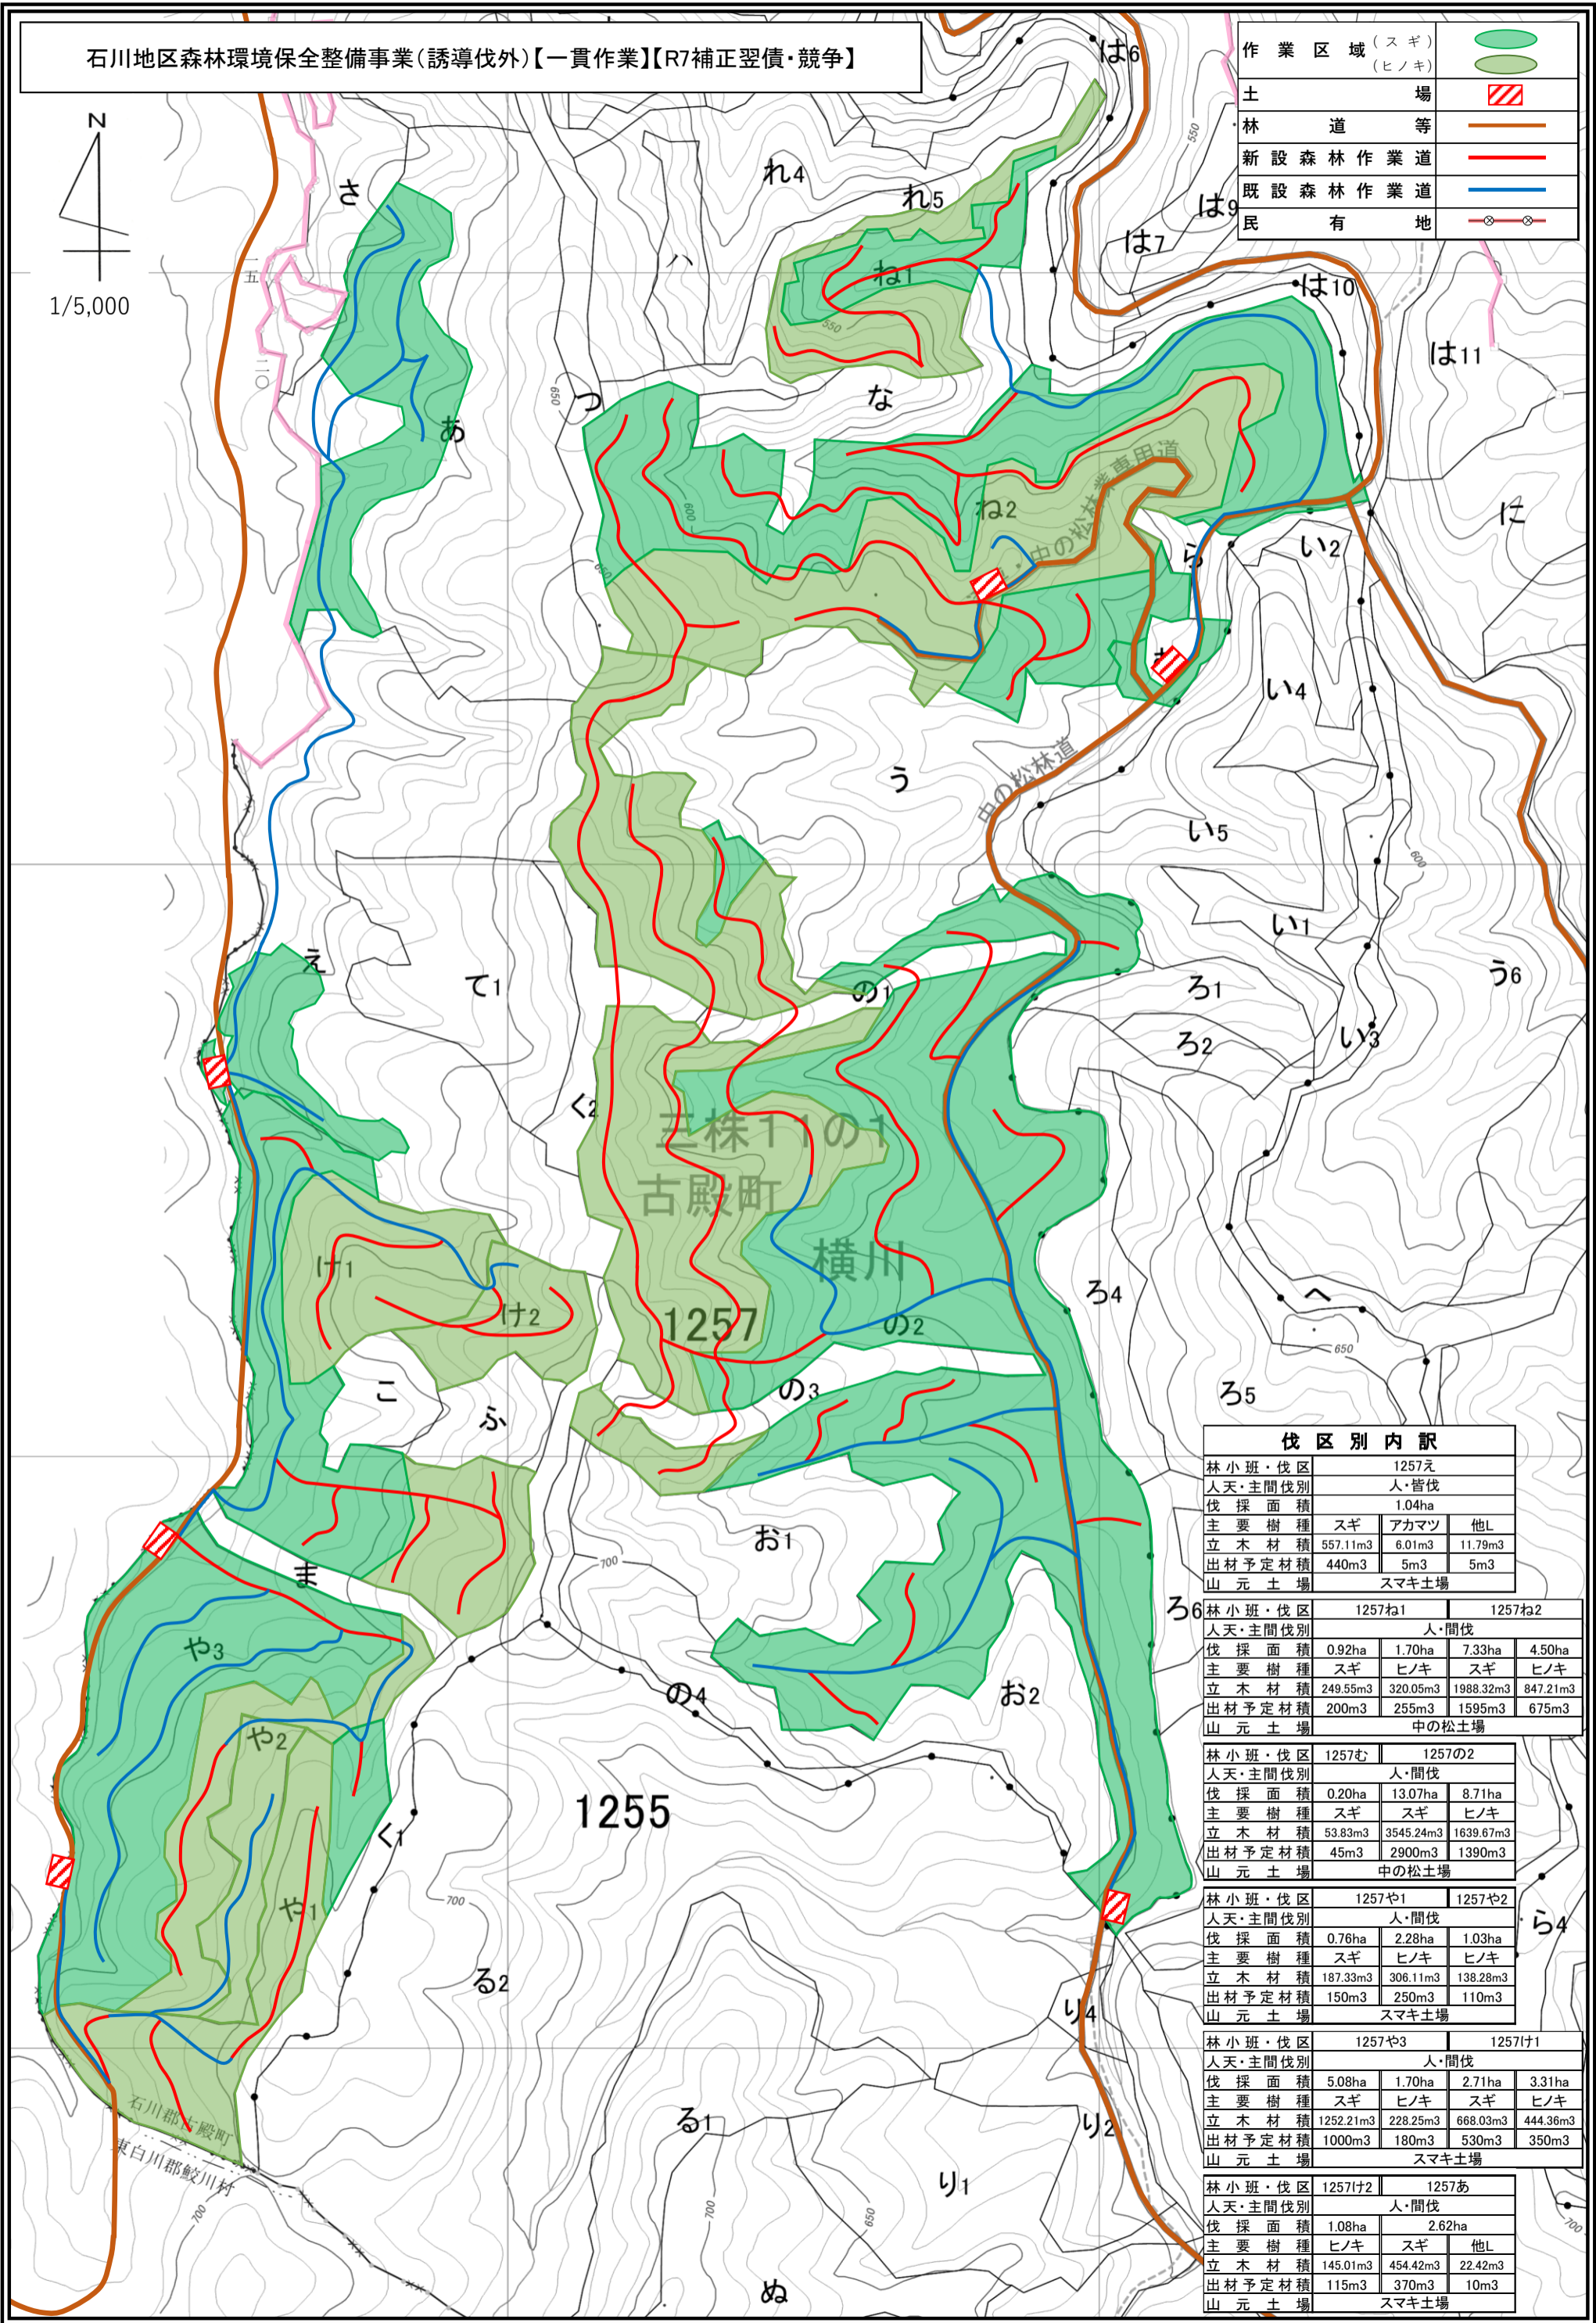 石川地区森林環境保全整備事業(誘導伐外)【一貫作業】【R7補正翌債・競争】
作業区域 (スギ)
(ヒノキ)
土場
林道等
新設森林作業道
既設森林作業道
民有地
N
1/5,000
さ
れ4
れ5
は6
550
は9
は7
は10
は11
ハ
ね1
550
一五
二〇
あ
つ
650
な
600
ね2
中の松林業専用道
650
ら
い2
に
い4
う
中の松林道
い5
600
い1
え
て1
の1
ろ1
う6
ろ2
い3
く2
三株11の1
古殿町
横川
け1
け2
1257
の2
ろ4
へ
650
こ
ふ
の3
ろ5
お1
700
ま
ろ6
や3
の4
お2
や2
1255
く1
や1
700
る2
ら4
り4
石川郡古殿町
東白川郡鮫川村
700
る1
700
650
り2
り1
ぬ
700
伐区別内訳
林小班・伐区 1257え
人天・主間伐別 人・皆伐
伐採面積 1.04ha
主要樹種 スギ アカマツ 他L
立木材積 557.11m3 6.01m3 11.79m3
出材予定材積 440m3 5m3 5m3
山元土場 スマキ土場
林小班・伐区 1257ね1 1257ね2
人天・主間伐別 人・間伐
伐採面積 0.92ha 1.70ha 7.33ha 4.50ha
主要樹種 スギ ヒノキ スギ ヒノキ
立木材積 249.55m3 320.05m3 1988.32m3 847.21m3
出材予定材積 200m3 255m3 1595m3 675m3
山元土場 中の松土場
林小班・伐区 1257む 1257の2
人天・主間伐別 人・間伐
伐採面積 0.20ha 13.07ha 8.71ha
主要樹種 スギ スギ ヒノキ
立木材積 53.83m3 3545.24m3 1639.67m3
出材予定材積 45m3 2900m3 1390m3
山元土場 中の松土場
林小班・伐区 1257や1 1257や2
人天・主間伐別 人・間伐
伐採面積 0.76ha 2.28ha 1.03ha
主要樹種 スギ ヒノキ ヒノキ
立木材積 187.33m3 306.11m3 138.28m3
出材予定材積 150m3 250m3 110m3
山元土場 スマキ土場
林小班・伐区 1257や3 1257け1
人天・主間伐別 人・間伐
伐採面積 5.08ha 1.70ha 2.71ha 3.31ha
主要樹種 スギ ヒノキ スギ ヒノキ
立木材積 1252.21m3 228.25m3 668.03m3 444.36m3
出材予定材積 1000m3 180m3 530m3 350m3
山元土場 スマキ土場
林小班・伐区 1257け2 1257あ
人天・主間伐別 人・間伐
伐採面積 1.08ha 2.62ha
主要樹種 ヒノキ スギ 他L
立木材積 145.01m3 454.42m3 22.42m3
出材予定材積 115m3 370m3 10m3
山元土場 スマキ土場